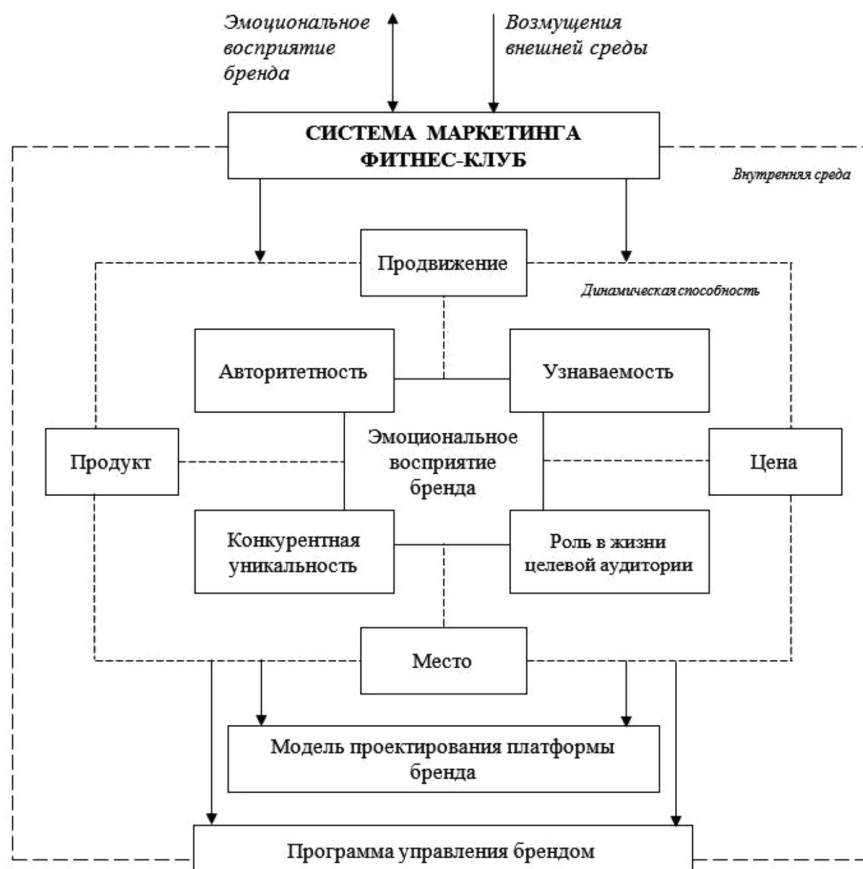 Эмоциональное
восприятие
бренда
Возмущения
внешней среды
СИСТЕМА МАРКЕТИНГА
ФИТНЕС-КЛУБ
Внутренняя среда
Продвижение
Динамическая способность
Авторитетность
Узнаваемость
Продукт
Эмоциональное
восприятие
бренда
Цена
Конкурентная
уникальность
Роль в жизни
целевой аудитории
Место
Модель проектирования платформы
бренда
Программа управления брендом